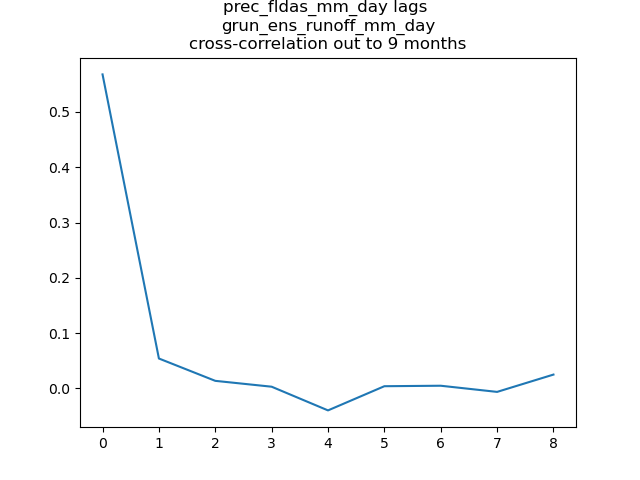 prec_fldas_mm_day lags
grun_ens_runoff_mm_day
cross-correlation out to 9 months
0.5
0.4
0.3
0.2
0.1
0.0
0 1 2 3 4 5 6 7 8